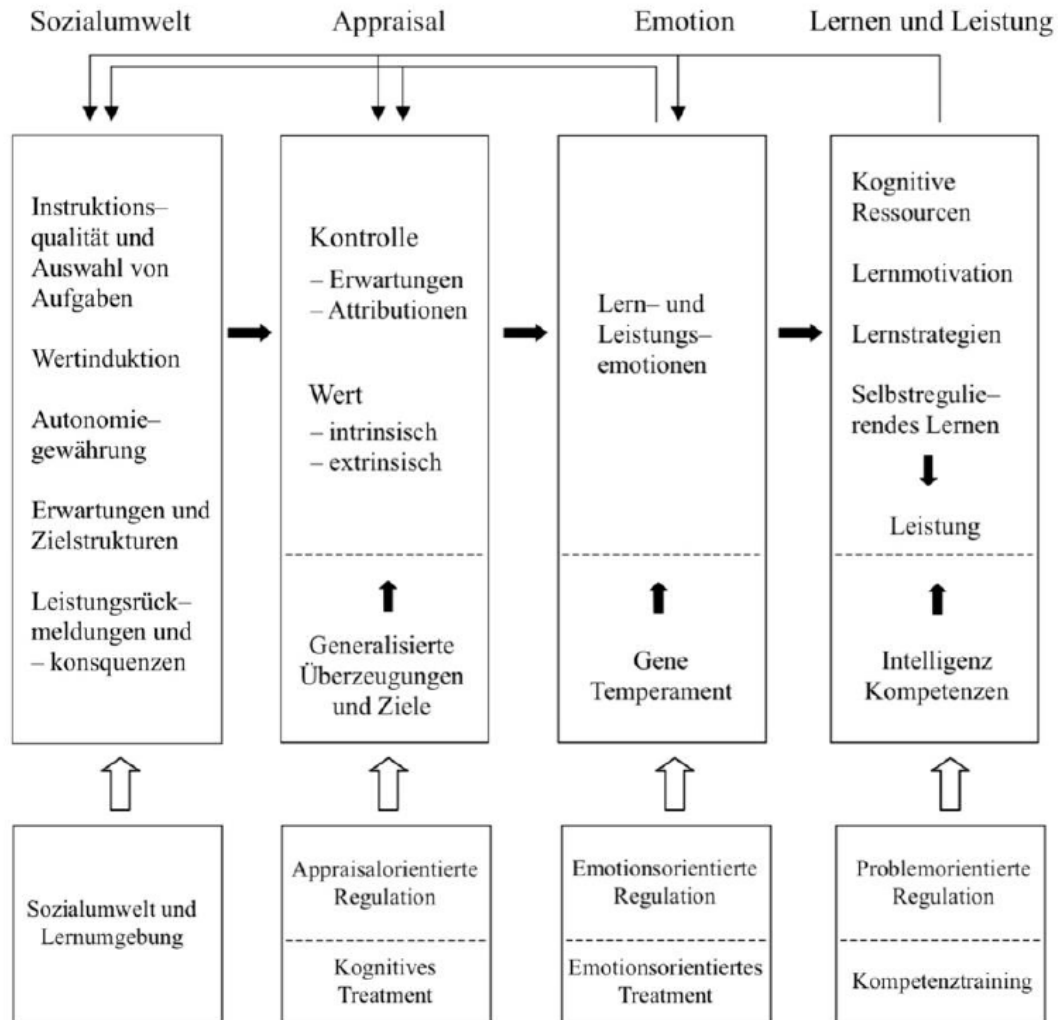 Sozialumwelt
Appraisal
Emotion
Lernen und Leistung
Instruktions–
qualität und
Auswahl von
Aufgaben
Wertinduktion
Autonomie–
gewährung
Erwartungen und
Zielstrukturen
Leistungsrück–
meldungen und
– konsquenzen
Kontrolle
– Erwartungen
– Attributionen
Wert
– intrinsisch
– extrinsisch
Generalisierte
Überzeugungen
und Ziele
Lern– und
Leistungs–
emotionen
Gene
Temperament
Kognitive
Ressourcen
Lernmotivation
Lernstrategien
Selbstregulie–
rendes Lernen
Leistung
Intelligenz
Kompetenzen
Sozialumwelt und
Lernumgebung
Appraisalorientierte
Regulation
Kognitives
Treatment
Emotionsorientierte
Regulation
Emotionsorientiertes
Treatment
Problemorientierte
Regulation
Kompetenztraining